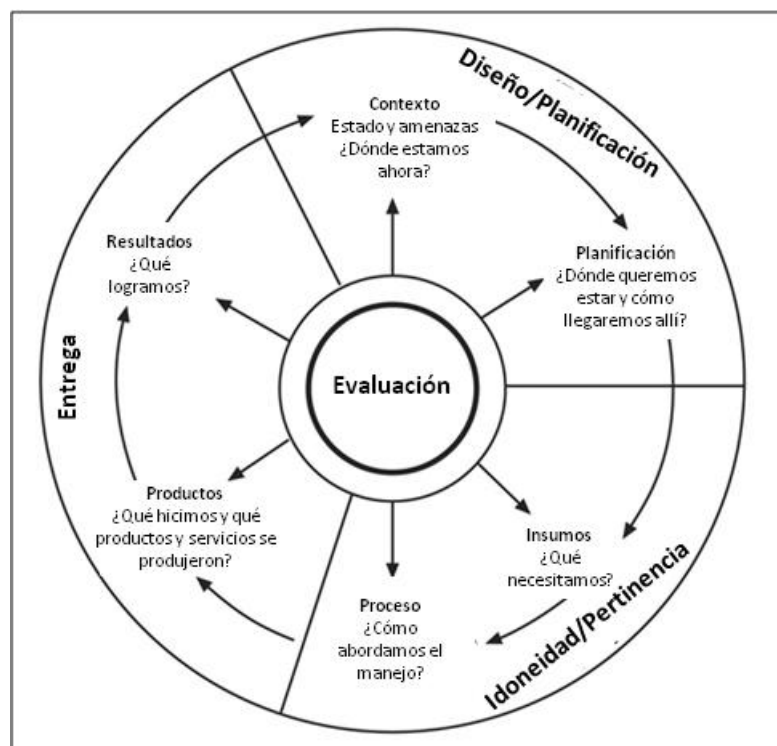 Diseño/Planificación
Contexto
Estado y amenazas
¿Dónde estamos
ahora?
Planificación
¿Dónde queremos
estar y cómo
llegaremos allí?
Resultados
¿Qué
logramos?
Entrega
Evaluación
Productos
¿Qué hicimos y qué
productos y servicios se
produjeron?
Insumos
¿Qué
necesitamos?
Proceso
¿Cómo
abordamos el
manejo?
Idoneidad/Pertinencia